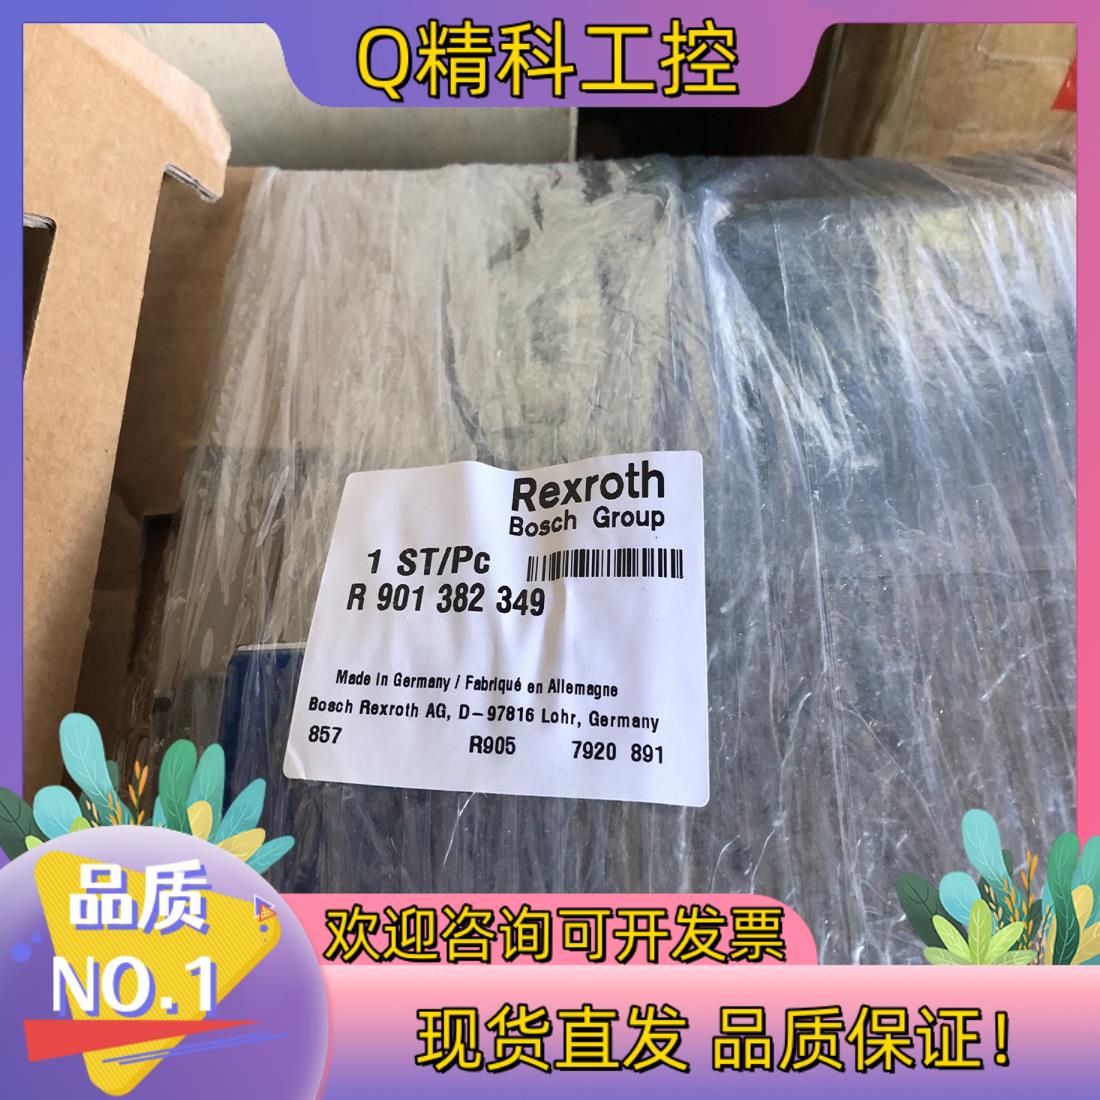 Q精科工控
Rexroth
Bosch Group
1 ST/Pc
R 901 382 349
Made in Germany / Fabriqué en Allemagne
Bosch Rexroth AG, D-97816 Lohr, Germany
857 R905 7920 891
品质
NO.1
欢迎咨询可开发票
现货直发 品质保证！